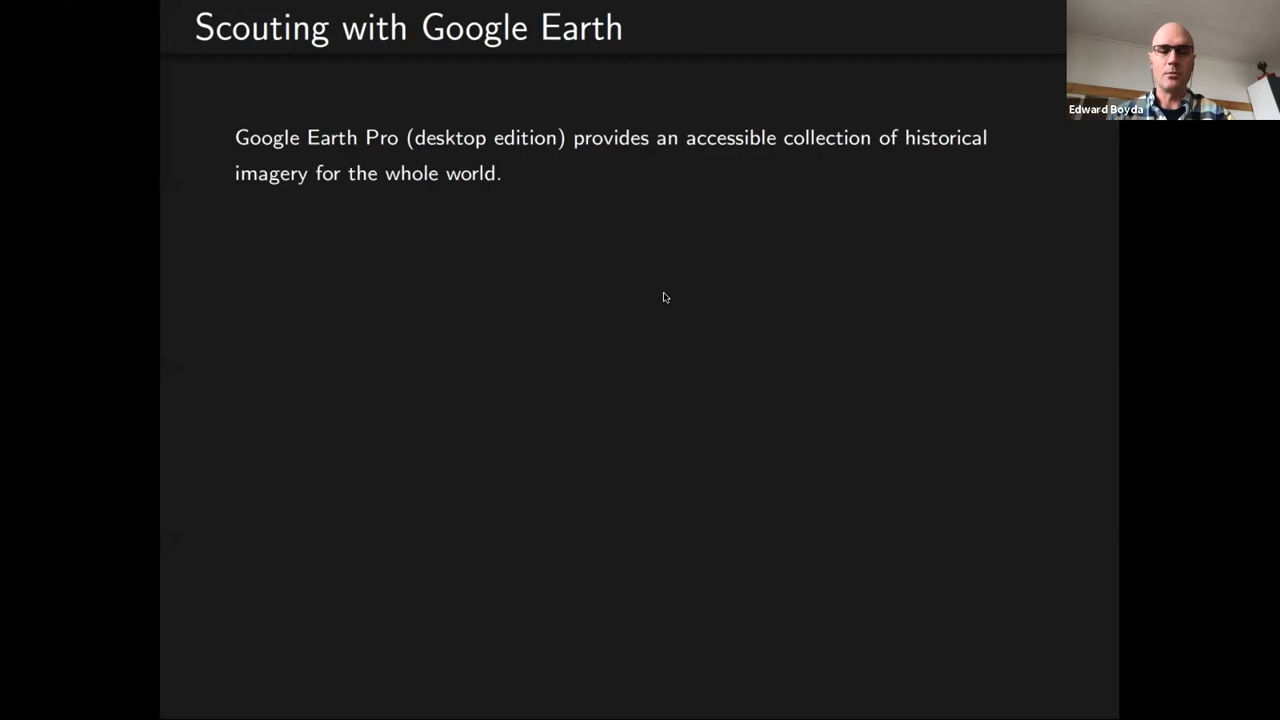 Scouting with Google Earth
Edward Boyda
Google Earth Pro (desktop edition) provides an accessible collection of historical
imagery for the whole world.